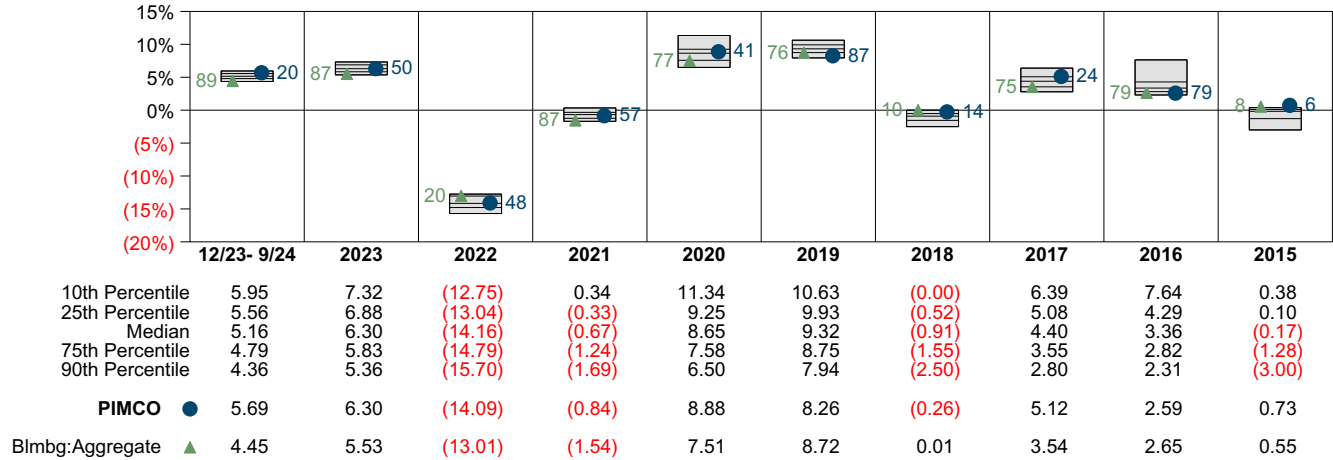 15%
10%
5%
0%
(5%)
(10%)
(15%)
(20%)
89 20 87 50 20 48 87 57 77 41 76 87 10 14 75 24 79 79 8 6
12/23- 9/24 2023 2022 2021 2020 2019 2018 2017 2016 2015
10th Percentile 5.95 7.32 (12.75) 0.34 11.34 10.63 (0.00) 6.39 7.64 0.38
25th Percentile 5.56 6.88 (13.04) (0.33) 9.25 9.93 (0.52) 5.08 4.29 0.10
Median 5.16 6.30 (14.16) (0.67) 8.65 9.32 (0.91) 4.40 3.36 (0.17)
75th Percentile 4.79 5.83 (14.79) (1.24) 7.58 8.75 (1.55) 3.55 2.82 (1.28)
90th Percentile 4.36 5.36 (15.70) (1.69) 6.50 7.94 (2.50) 2.80 2.31 (3.00)
PIMCO 5.69 6.30 (14.09) (0.84) 8.88 8.26 (0.26) 5.12 2.59 0.73
Blmbg:Aggregate 4.45 5.53 (13.01) (1.54) 7.51 8.72 0.01 3.54 2.65 0.55